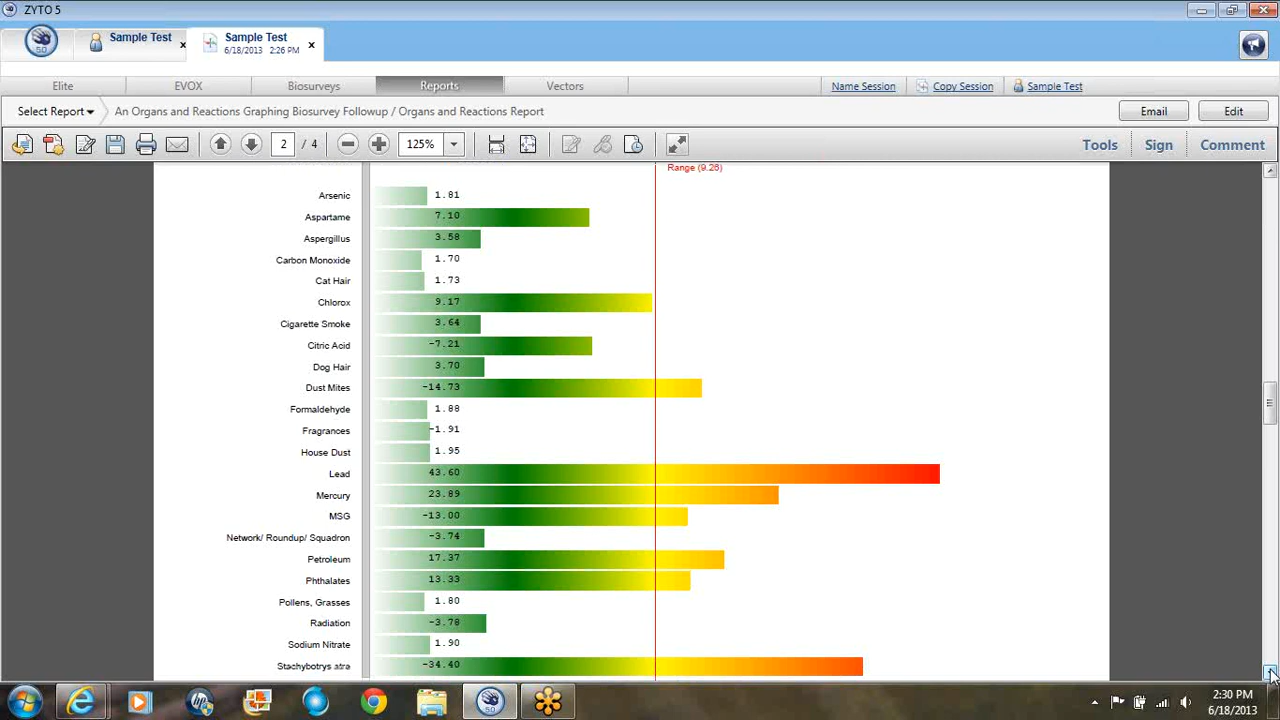 ZYTO 5
5.0
Sample Test x
Sample Test
6/18/2013 2:26 PM x
Elite EVOX Biosurveys Reports Vectors Name Session Copy Session Sample Test
Select Report An Organs and Reactions Graphing Biosurvey Followup / Organs and Reactions Report Email Edit
2 / 4 125% Tools Sign Comment
Range (9.26)
Arsenic 1.81
Aspartame 7.10
Aspergillus 3.58
Carbon Monoxide 1.70
Cat Hair 1.73
Chlorox 9.17
Cigarette Smoke 3.64
Citric Acid -7.21
Dog Hair 3.70
Dust Mites -14.73
Formaldehyde 1.88
Fragrances -1.91
House Dust 1.95
Lead 43.60
Mercury 23.89
MSG -13.00
Network/ Roundup/ Squadron -3.74
Petroleum 17.37
Phthalates 13.33
Pollens, Grasses 1.80
Radiation -3.78
Sodium Nitrate 1.90
Stachybotrys atra -34.40
5.0
2:30 PM
6/18/2013